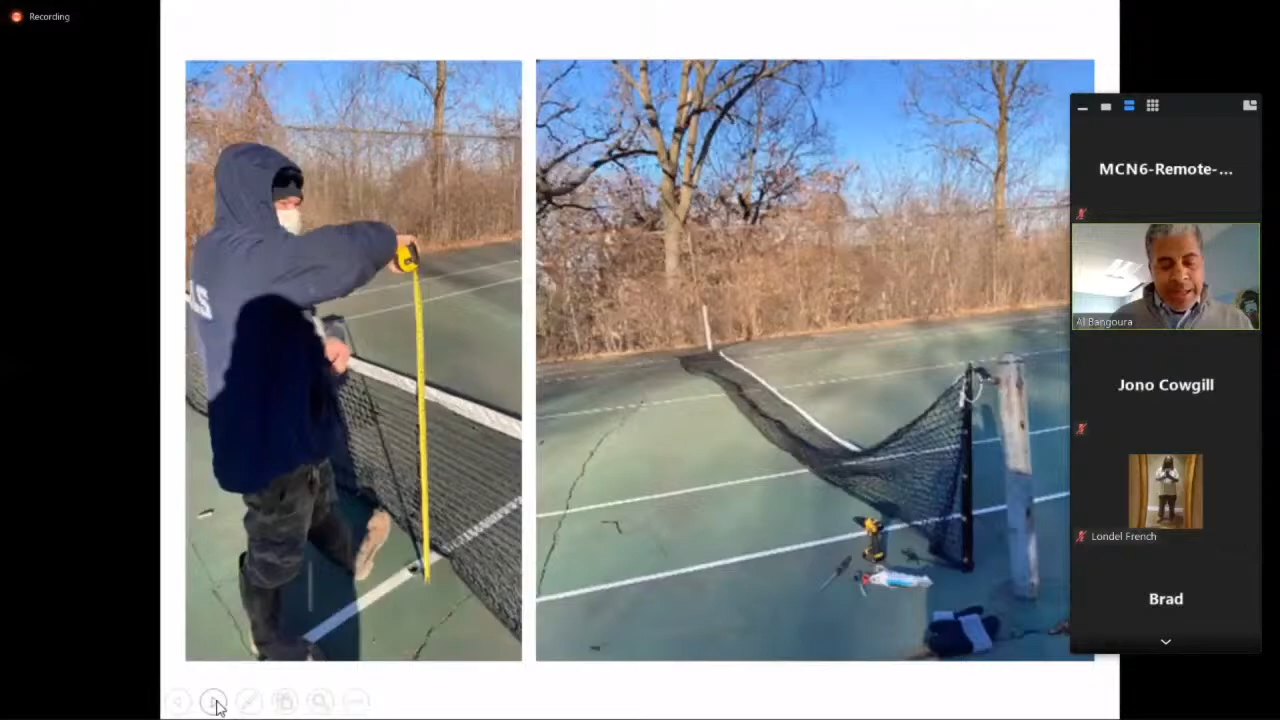 Recording
MCN6-Remote-...
Al Bangoura
Jono Cowgill
Londel French
Brad